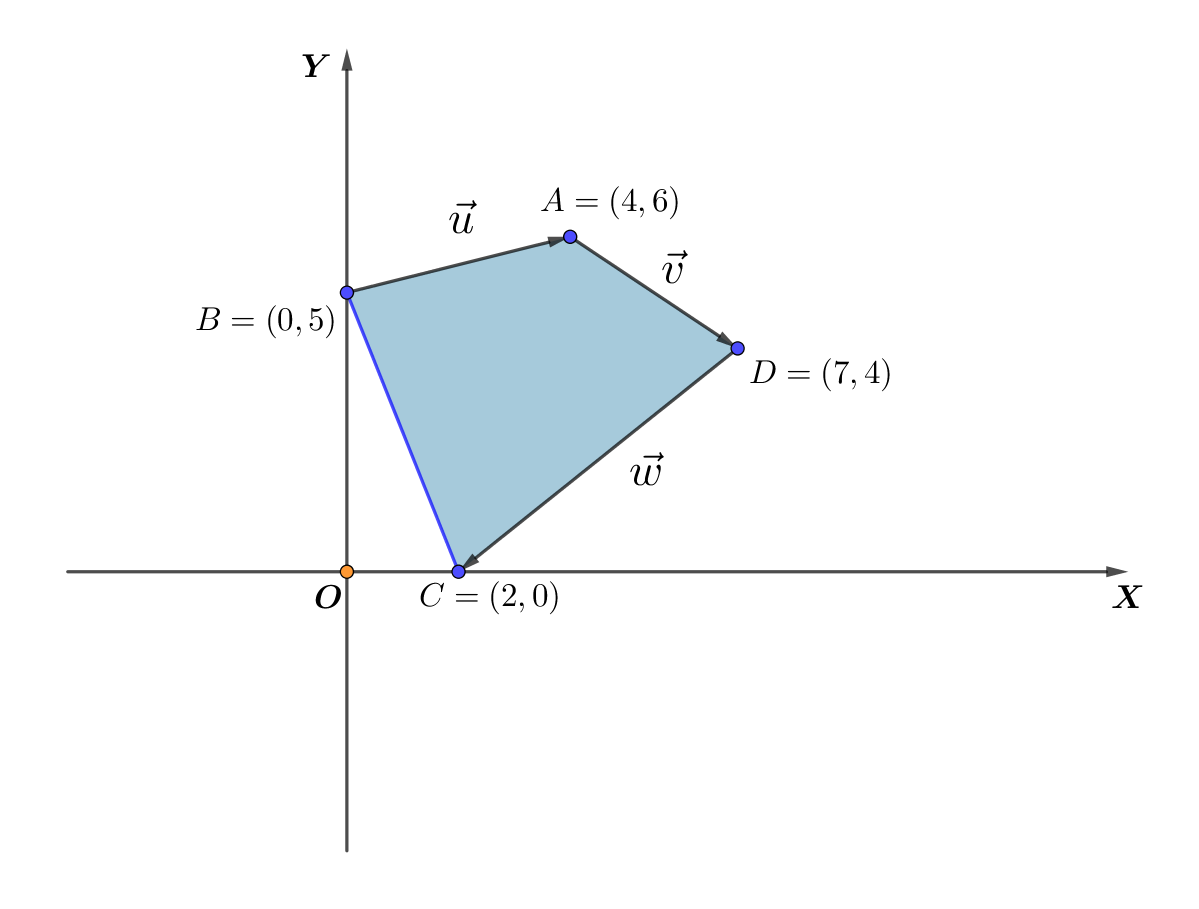 Y
A = (4, 6)
u⃗
v⃗
B = (0, 5)
D = (7, 4)
w⃗
O
C = (2, 0)
X